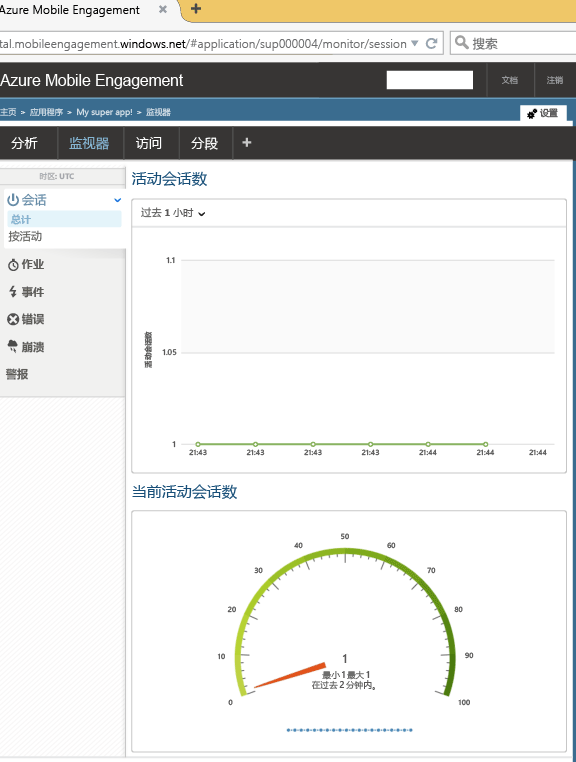 Azure Mobile Engagement
tal.mobileengagement.windows.net/#application/sup000004/monitor/session
搜索
Azure Mobile Engagement
文档
注销
主页 > 应用程序 > My super app! > 监视器
设置
分析 监视器 访问 分段
时区: UTC
会话
总计
按活动
作业
事件
错误
崩溃
警报
活动会话数
过去 1 小时
1.1
1.05
1
21:43 21:43 21:43 21:43 21:44 21:44 21:44
当前活动会话数
0 10 20 30 40 50 60 70 80 90 100
1
最小 1 最大 1
在过去 2 分钟内。